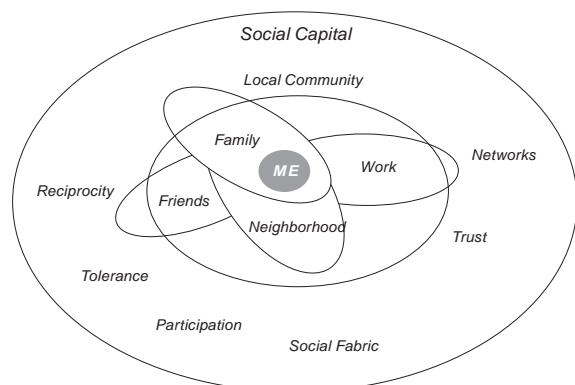 Social Capital
Local Community
Family
ME
Work
Networks
Reciprocity
Friends
Neighborhood
Trust
Tolerance
Participation
Social Fabric